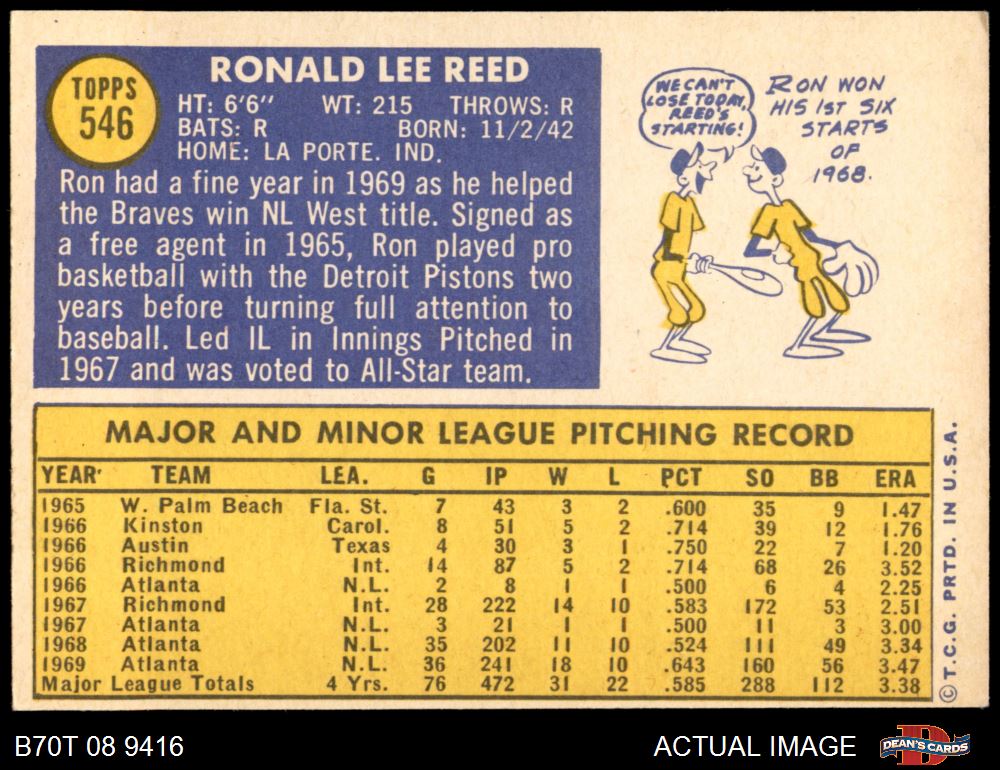 TOPPS
546
RONALD LEE REED
HT: 6'6" WT: 215 THROWS: R
BATS: R BORN: 11/2/42
HOME: LA PORTE. IND.
Ron had a fine year in 1969 as he helped
the Braves win NL West title. Signed as
a free agent in 1965, Ron played pro
basketball with the Detroit Pistons two
years before turning full attention to
baseball. Led IL in Innings Pitched in
1967 and was voted to All-Star team.
WE CAN'T
LOSE TODAY,
REED'S
STARTING!
RON WON
HIS 1ST SIX
STARTS
OF
1968.
MAJOR AND MINOR LEAGUE PITCHING RECORD
YEAR TEAM LEA. G IP W L PCT SO BB ERA
1965 W. Palm Beach Fla. St. 7 43 3 2 .600 35 9 1.47
1966 Kinston Carol. 8 51 5 2 .714 39 12 1.76
1966 Austin Texas 4 30 3 1 .750 22 7 1.20
1966 Richmond Int. 14 87 5 2 .714 68 26 3.52
1966 Atlanta N.L. 2 8 1 1 .500 6 4 2.25
1967 Richmond Int. 28 222 14 10 .583 172 53 2.51
1967 Atlanta N.L. 3 21 1 1 .500 11 3 3.00
1968 Atlanta N.L. 35 202 11 10 .524 111 49 3.34
1969 Atlanta N.L. 36 241 18 10 .643 160 56 3.47
Major League Totals 4 Yrs. 76 472 31 22 .585 288 112 3.38
© T.C.G. PRTD. IN U.S.A.
B70T 08 9416
ACTUAL IMAGE
D
DEAN'S CARDS